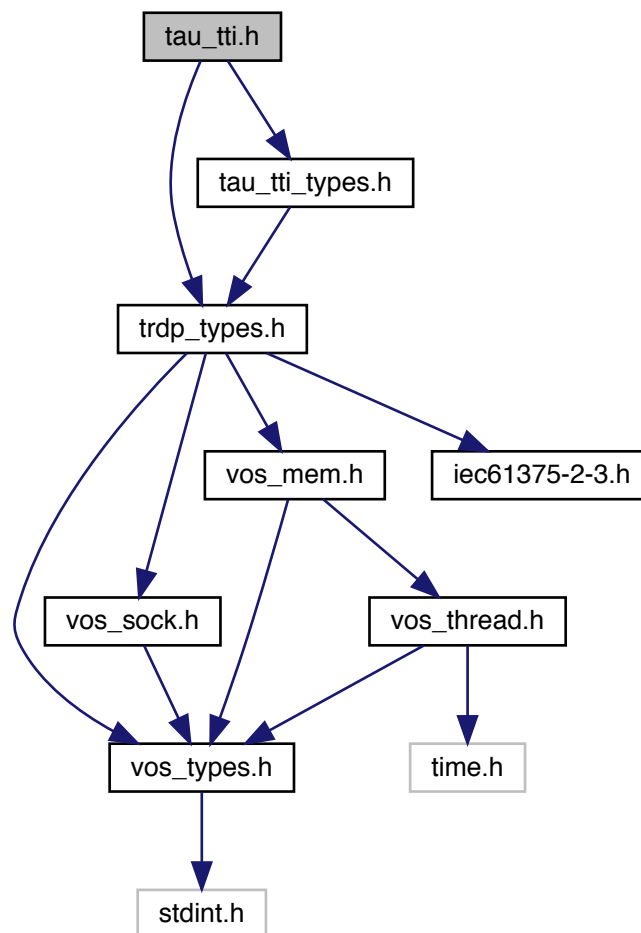 tau_tti.h
tau_tti_types.h
trdp_types.h
vos_mem.h
iec61375-2-3.h
vos_sock.h
vos_thread.h
vos_types.h
time.h
stdint.h